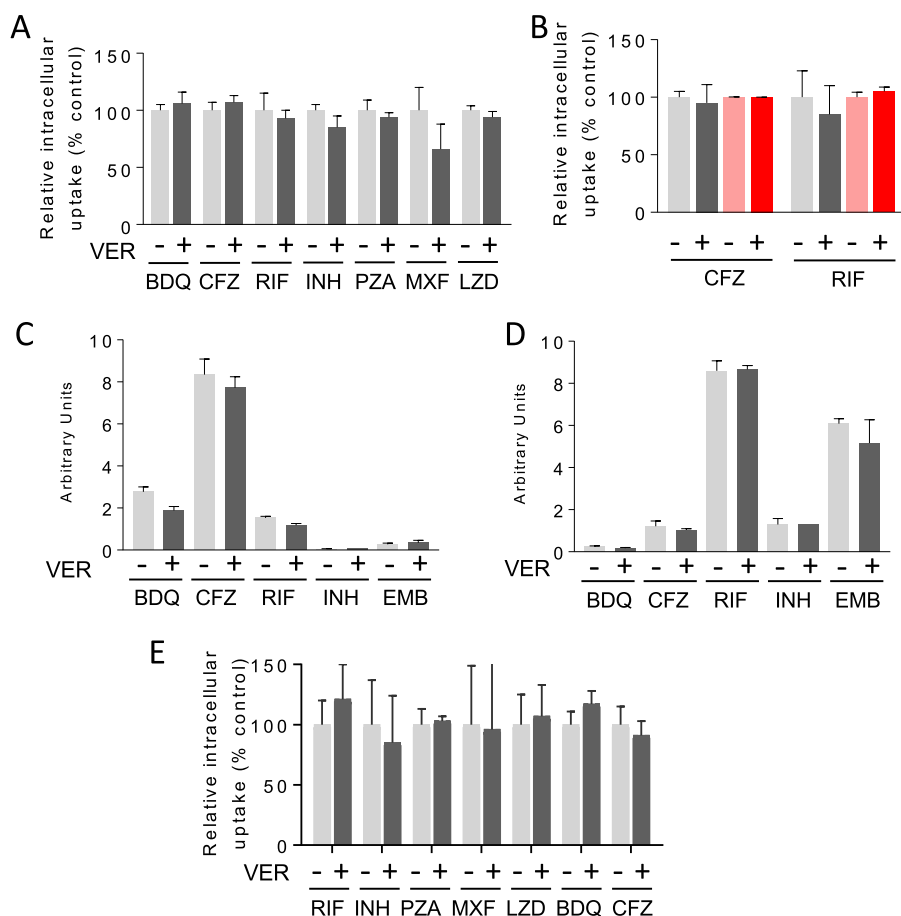 A
Relative intracellular
uptake (% control)
150
100
50
0
VER - + - + - + - + - + - + - +
BDQ CFZ RIF INH PZA MXF LZD
B
Relative intracellular
uptake (% control)
150
100
50
0
- + - + - + - +
CFZ RIF
C
Arbitrary Units
10
8
6
4
2
0
VER - + - + - + - + - +
BDQ CFZ RIF INH EMB
D
Arbitrary Units
10
8
6
4
2
0
VER - + - + - + - + - +
BDQ CFZ RIF INH EMB
E
Relative intracellular
uptake (% control)
150
100
50
0
VER - + - + - + - + - + - + - +
RIF INH PZA MXF LZD BDQ CFZ